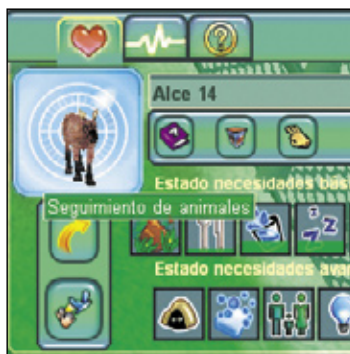 Alce 14
Estado necesidades bás
Seguimiento de animales
Estado necesidades ava